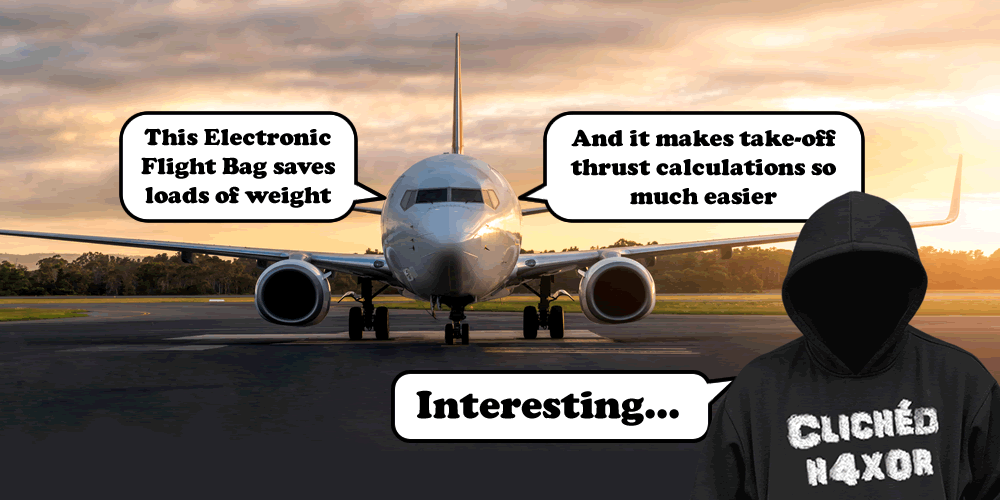 This Electronic
Flight Bag saves
loads of weight
And it makes take-off
thrust calculations so
much easier
Interesting...
CLICHÉD
H4XOR